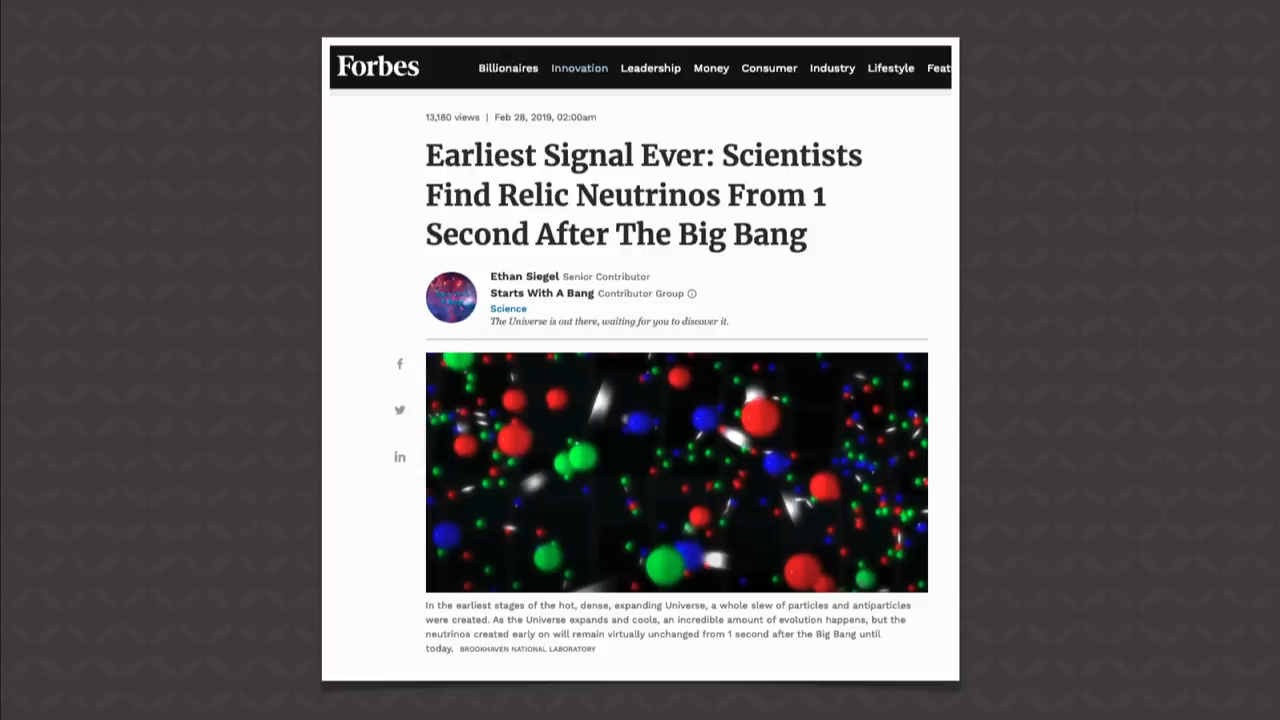 Forbes
Billionaires Innovation Leadership Money Consumer Industry Lifestyle Feat
13,180 views | Feb 28, 2019, 02:00am
Earliest Signal Ever: Scientists
Find Relic Neutrinos From 1
Second After The Big Bang
Ethan Siegel Senior Contributor
Starts With A Bang Contributor Group
Science
The Universe is out there, waiting for you to discover it.
In the earliest stages of the hot, dense, expanding Universe, a whole slew of particles and antiparticles
were created. As the Universe expands and cools, an incredible amount of evolution happens, but the
neutrinos created early on will remain virtually unchanged from 1 second after the Big Bang until
today. BROOKHAVEN NATIONAL LABORATORY